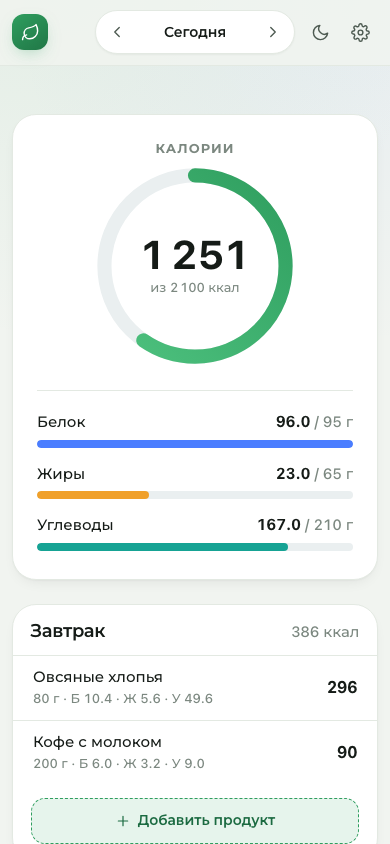 Сегодня
КАЛОРИИ
1 251
из 2 100 ккал
Белок 96.0 / 95 г
Жиры 23.0 / 65 г
Углеводы 167.0 / 210 г
Завтрак 386 ккал
Овсяные хлопья 296
80 г · Б 10.4 · Ж 5.6 · У 49.6
Кофе с молоком 90
200 г · Б 6.0 · Ж 3.2 · У 9.0
+ Добавить продукт